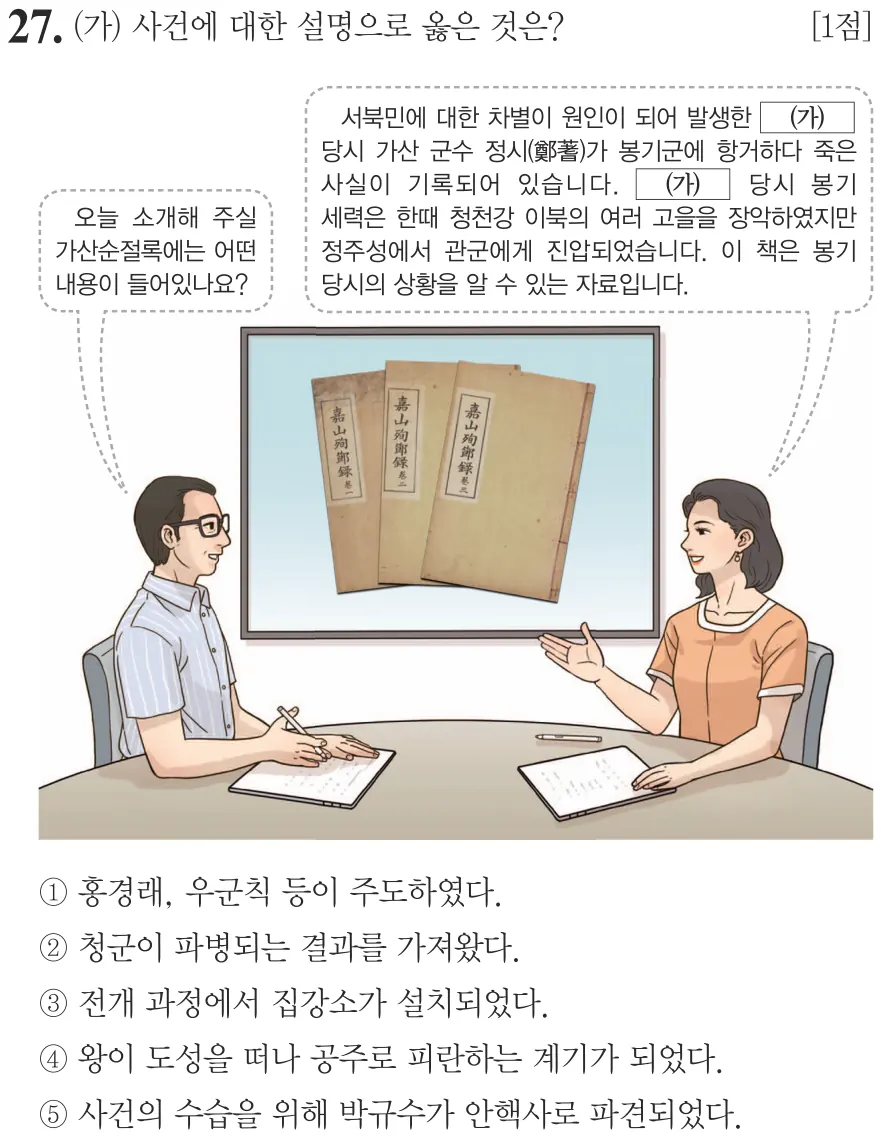 27. (가) 사건에 대한 설명으로 옳은 것은? [1점]
오늘 소개해 주실
가산순절록에는 어떤
내용이 들어있나요?
서북민에 대한 차별이 원인이 되어 발생한 (가)
당시 가산 군수 정시(鄭蓍)가 봉기군에 항거하다 죽은
사실이 기록되어 있습니다. (가) 당시 봉기
세력은 한때 청천강 이북의 여러 고을을 장악하였지만
정주성에서 관군에게 진압되었습니다. 이 책은 봉기
당시의 상황을 알 수 있는 자료입니다.
嘉山殉節錄 卷一
嘉山殉節錄 卷二
嘉山殉節錄 卷三
① 홍경래, 우군칙 등이 주도하였다.
② 청군이 파병되는 결과를 가져왔다.
③ 전개 과정에서 집강소가 설치되었다.
④ 왕이 도성을 떠나 공주로 피란하는 계기가 되었다.
⑤ 사건의 수습을 위해 박규수가 안핵사로 파견되었다.